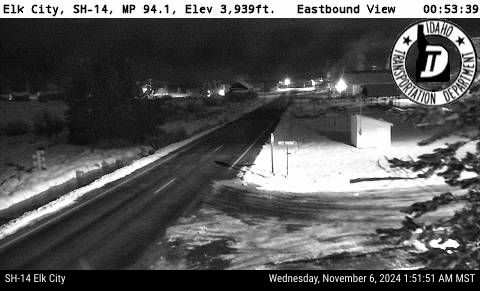 Elk City, SH-14, MP 94.1, Elev 3,939ft.   Eastbound View   00:53:39
IDAHO
TRANSPORTATION DEPARTMENT
SH-14 Elk City
Wednesday, November 6, 2024 1:51:51 AM MST